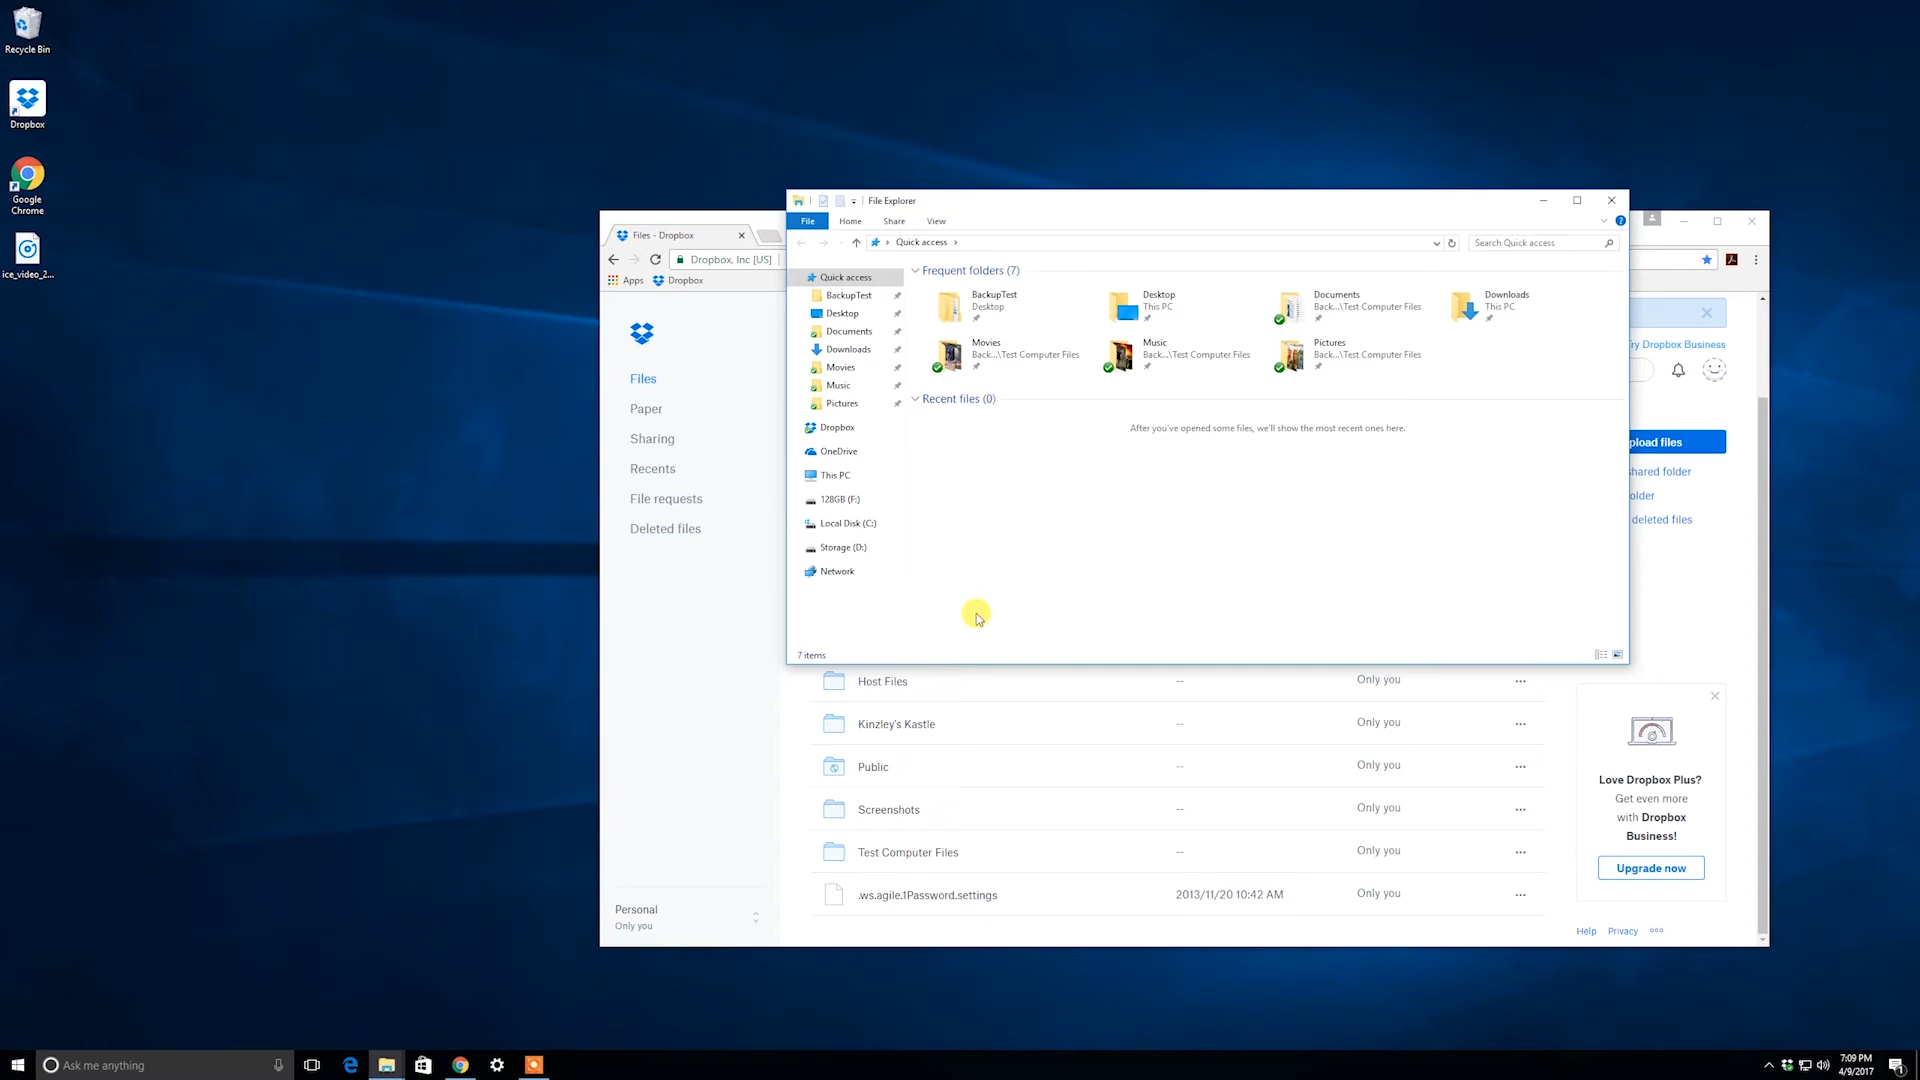 Recycle Bin
Dropbox
Google
Chrome
ice_video_2...
File Explorer
File
Home
Share
View
Quick access
Search Quick access
Quick access
BackupTest
Desktop
Documents
Downloads
Movies
Music
Pictures
Dropbox
OneDrive
This PC
128GB (F:)
Local Disk (C:)
Storage (D:)
Network
Frequent folders (7)
BackupTest
Desktop
Desktop
This PC
Documents
Back...\Test Computer Files
Downloads
This PC
Movies
Back...\Test Computer Files
Music
Back...\Test Computer Files
Pictures
Back...\Test Computer Files
Recent files (0)
After you've opened some files, we'll show the most recent ones here.
7 items
Files - Dropbox
Dropbox, Inc [US]
Apps
Dropbox
Files
Paper
Sharing
Recents
File requests
Deleted files
Personal
Only you
Try Dropbox Business
pload files
shared folder
older
deleted files
Host Files -- Only you ...
Kinzley's Kastle -- Only you ...
Public -- Only you ...
Screenshots -- Only you ...
Test Computer Files -- Only you ...
.ws.agile.1Password.settings 2013/11/20 10:42 AM Only you ...
Love Dropbox Plus?
Get even more
with Dropbox
Business!
Upgrade now
Help Privacy
Ask me anything
7:09 PM
4/9/2017
1